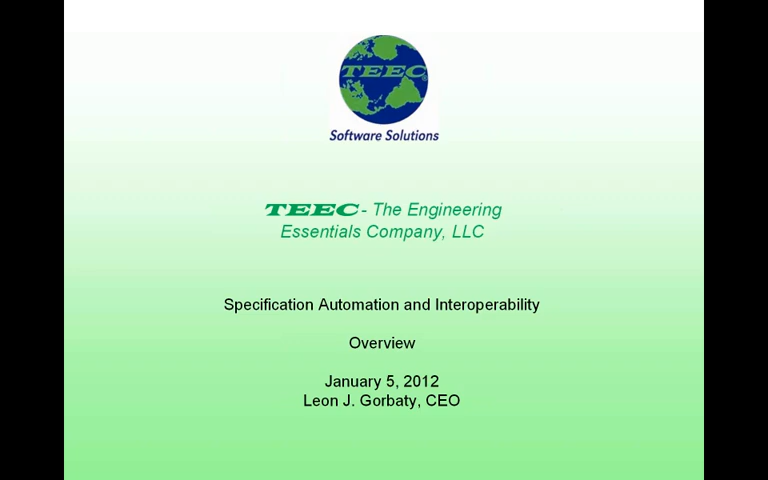 TEEC
Software Solutions
TEEC - The Engineering
Essentials Company, LLC
Specification Automation and Interoperability
Overview
January 5, 2012
Leon J. Gorbaty, CEO